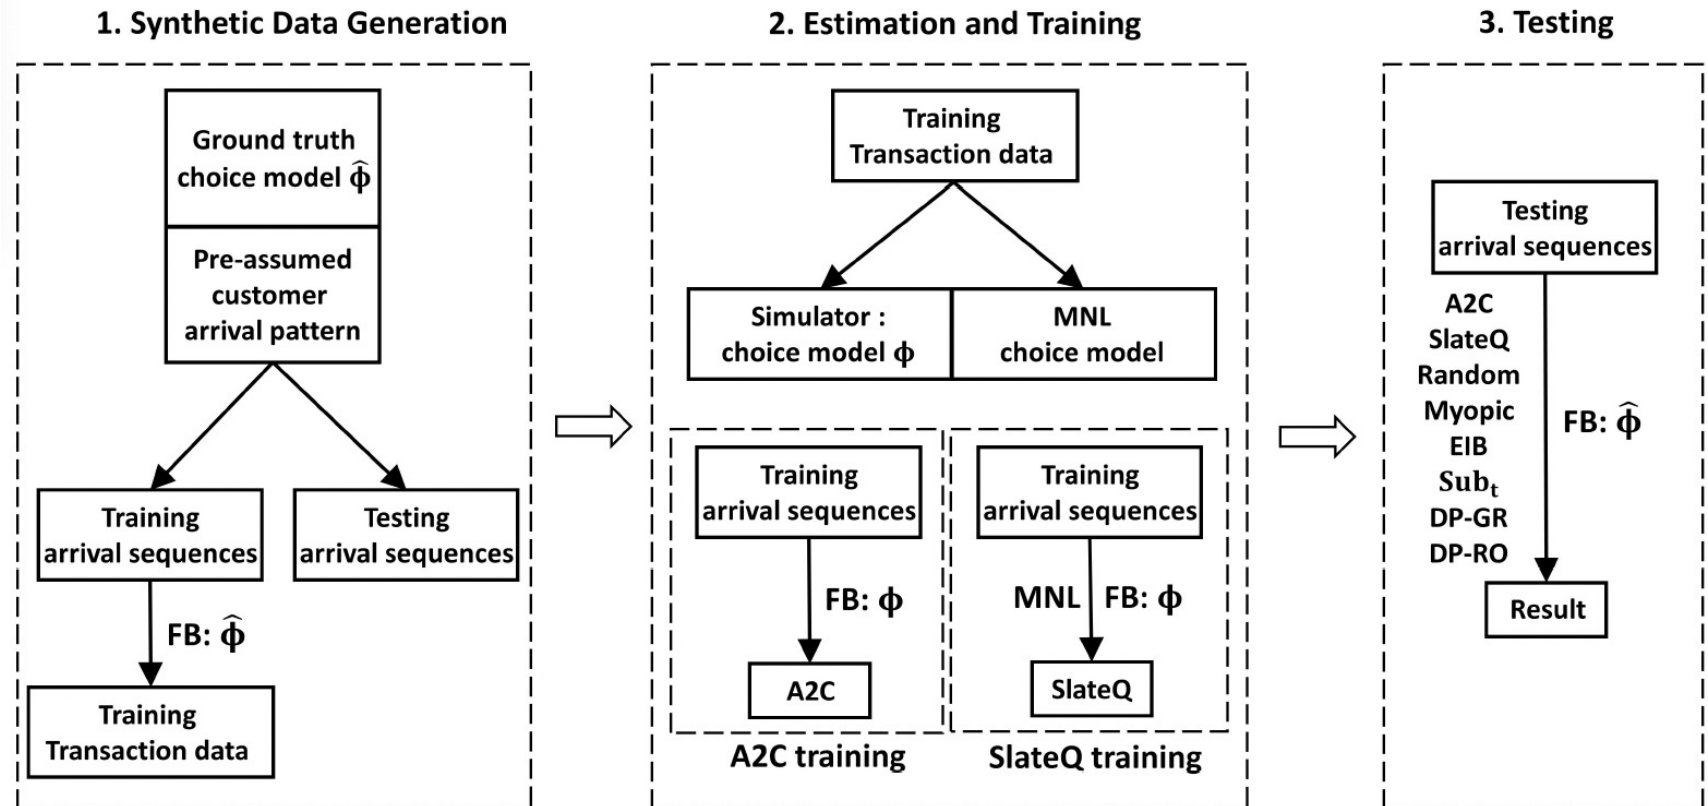 1. Synthetic Data Generation
Ground truth
choice model ϕ̂
Pre-assumed
customer
arrival pattern
Training
arrival sequences
Testing
arrival sequences
FB: ϕ̂
Training
Transaction data
2. Estimation and Training
Training
Transaction data
Simulator :
choice model ϕ
MNL
choice model
Training
arrival sequences
FB: ϕ
A2C
A2C training
Training
arrival sequences
MNL FB: ϕ
SlateQ
SlateQ training
3. Testing
Testing
arrival sequences
A2C
SlateQ
Random
Myopic
EIB
Subₜ
DP-GR
DP-RO
FB: ϕ̂
Result